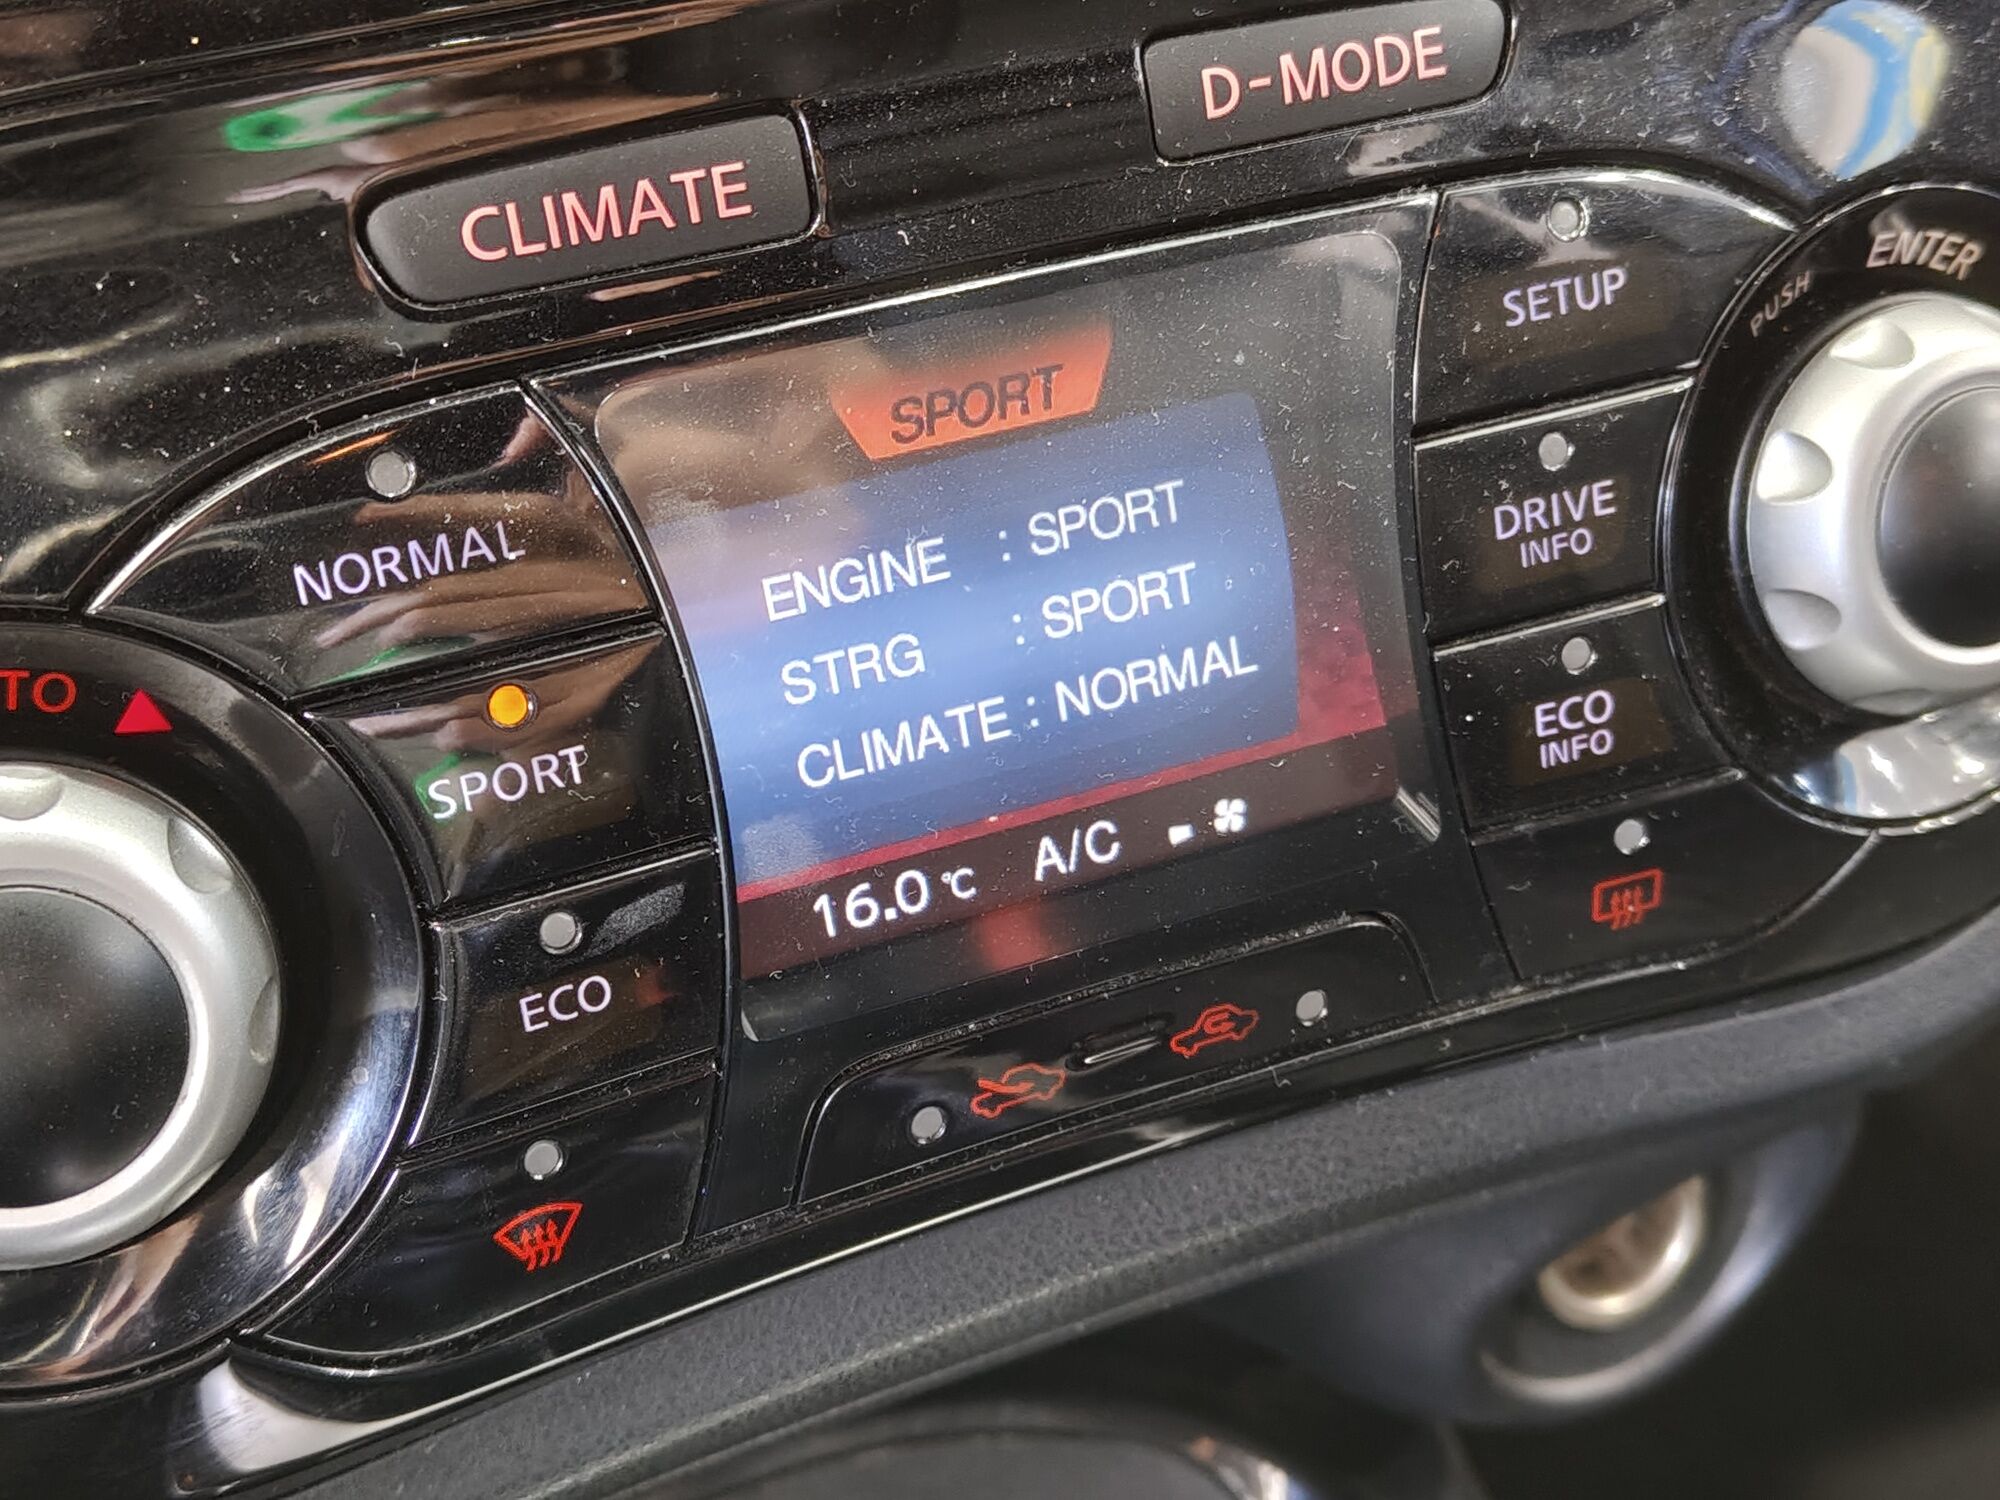 D-MODE
CLIMATE
SETUP
PUSH ENTER
NORMAL
SPORT
ENGINE : SPORT
STRG : SPORT
CLIMATE : NORMAL
16.0 °C A/C
DRIVE
INFO
TO
SPORT
ECO
INFO
ECO